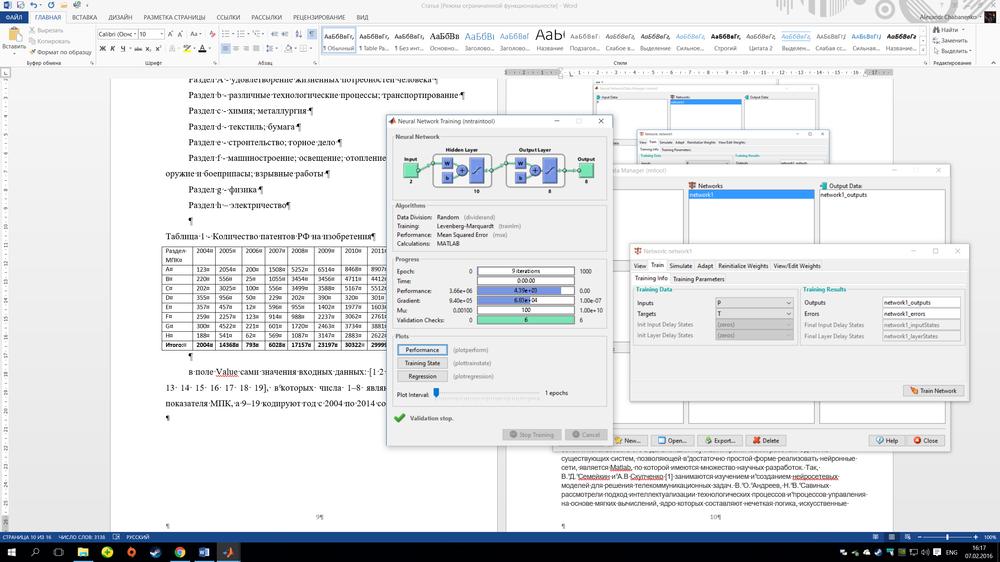 Статья [Режим ограниченной функциональности] - Word
ФАЙЛ ГЛАВНАЯ ВСТАВКА ДИЗАЙН РАЗМЕТКА СТРАНИЦЫ ССЫЛКИ РАССЫЛКИ РЕЦЕНЗИРОВАНИЕ ВИД
Alexandr Chabanenko
Вставить
Вырезать
Копировать
Формат по образцу
Calibri (Оснс 10
Ж К Ч abc x₂ x²
АаБбВвГг, АаБбВвГг, АаБбВвГг, АаБбВв АаБбВı АаБбВвГ АаЫ АаБбВвГı АаБбВвГг, АаБбВвГг, АаБбВвГг, АаБбВвГг, АаБбВвГг, АаБбВвГг, АаБбВвГг АаБбВвГг АаБбВвГг
¶ Обычный ¶ Table Pa... ¶ Без инт... Основно... Заголово... Заголово... Название Подзагол... Слабое в... Выделение Сильное... Строгий Цитата 2 Выделен... Слабая сс... Сильная... Название...
Найти
Заменить
Выделить
Буфер обмена Шрифт Абзац Стили Редактирование
3 2 1 1 2 3 4 5 6 7 8 9 10 11 12 13 14 15 16 17
Раздел А - удовлетворение жизненных потребностей человека ¶
Раздел b - различные технологические процессы; транспортирование ¶
Раздел с - химия; металлургия ¶
Раздел d - текстиль; бумага ¶
Раздел е - строительство; горное дело ¶
Раздел f - машиностроение; освещение; отопление
оружие и боеприпасы; взрывные работы ¶
Раздел g - физика ¶
Раздел h – электричество¶
¶
Таблица 1 - Количество патентов РФ на изобретения¶
Раздел МПК¤ 2004¤ 2005¤ 2006¤ 2007¤ 2008¤ 2009¤ 2010¤ 2011¤
A¤ 123¤ 2054¤ 200¤ 1508¤ 5252¤ 6514¤ 8468¤ 8907¤
B¤ 220¤ 556¤ 25¤ 1055¤ 3454¤ 3456¤ 4711¤ 4412¤
C¤ 202¤ 3025¤ 100¤ 556¤ 3499¤ 3588¤ 5167¤ 5512¤
D¤ 355¤ 956¤ 50¤ 229¤ 202¤ 390¤ 320¤ 301¤
E¤ 357¤ 457¤ 12¤ 596¤ 955¤ 1402¤ 1977¤ 1603¤
F¤ 259¤ 2257¤ 123¤ 914¤ 988¤ 2237¤ 3062¤ 2761¤
G¤ 300¤ 4522¤ 221¤ 601¤ 1720¤ 2463¤ 3734¤ 3881¤
H¤ 188¤ 541¤ 62¤ 569¤ 1087¤ 3147¤ 2883¤ 2622¤
Итого:¤ 2004¤ 14368¤ 793¤ 6028¤ 17157¤ 23197¤ 30322¤ 29999
¶
в поле Value сами значения входных данных: [1 2
13 14 15 16 17 18 19], в которых числа 1–8
показателя МПК, а 9–19 кодируют год с 2004 по 2014
¶
9¶
¶
Neural Network/Data Manager (nntool)
Input Data: Networks Output Data:
P network1
Network: network1
View Train Simulate Adapt Reinitialize Weights View/Edit Weights
Training Info Training Parameters
Training Data Training Results
Inputs P Outputs network1_outputs
Neural Network Training (nntraintool)
Neural Network
Hidden Layer Output Layer
Input W b W b Output
2 10 8 8
Algorithms
Data Division: Random (dividerand)
Training: Levenberg-Marquardt (trainlm)
Performance: Mean Squared Error (mse)
Calculations: MATLAB
Progress
Epoch: 0 9 iterations 1000
Time: 0:00:00
Performance: 3.66e+06 4.39e+03 0.00
Gradient: 9.40e+05 6.83e+04 1.00e-07
Mu: 0.00100 100 1.00e+10
Validation Checks: 0 6 6
Plots
Performance (plotperform)
Training State (plottrainstate)
Regression (plotregression)
Plot Interval: 1 epochs
Validation stop.
Stop Training Cancel
ata Manager (nntool)
Networks Output Data:
network1 network1_outputs
Network: network1
View Train Simulate Adapt Reinitialize Weights View/Edit Weights
Training Info Training Parameters
Training Data Training Results
Inputs P Outputs network1_outputs
Targets T Errors network1_errors
Init Input Delay States (zeros) Final Input Delay States network1_inputStates
Init Layer Delay States (zeros) Final Layer Delay States network1_layerStates
Train Network
New... Open... Export... Delete Help Close
существующих систем, позволяющей в достаточно простой форме реализовать нейронные
сети, является Matlab, по которой имеются множество научных разработок. Так,
В. Д. Семейкин и А.В Скупченко [1] занимаются изучением и созданием нейросетевых
моделей для решения телекоммуникационных задач. В. О. Андреев, Н. В. Савиных
рассмотрели подход интеллектуализации технологических процессов и процессов управления
на основе мягких вычислений, ядро которых составляют нечеткая логика, искусственные
10¶
¶
СТРАНИЦА 10 ИЗ 16 ЧИСЛО СЛОВ: 3138 РУССКИЙ 100%
ENG 16:17
07.02.2016